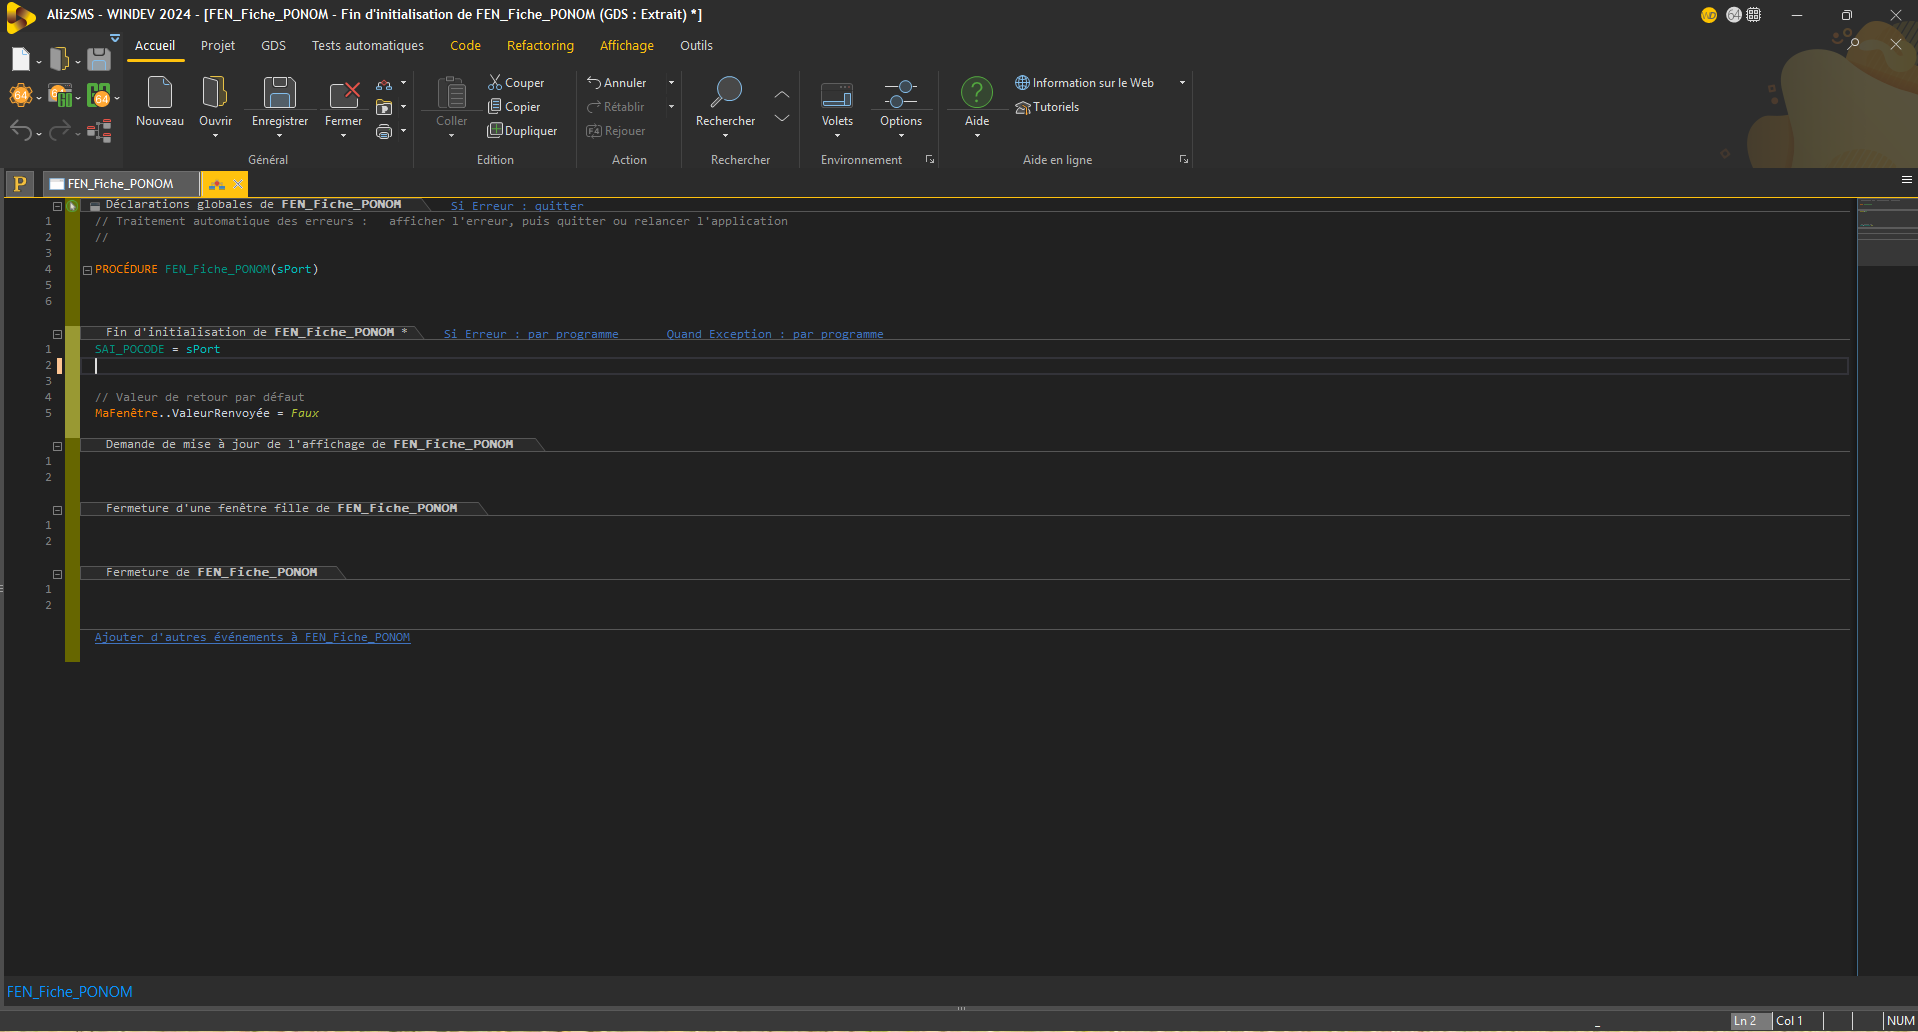 AlizSMS - WINDEV 2024 - [FEN_Fiche_PONOM - Fin d'initialisation de FEN_Fiche_PONOM (GDS : Extrait) *]
WD 64
Accueil Projet GDS Tests automatiques Code Refactoring Affichage Outils
Nouveau Ouvrir Enregistrer Fermer
Général
Coller Couper
Copier
Dupliquer
Edition
Annuler
Rétablir
Rejouer
Action
Rechercher
Rechercher
Volets Options
Environnement
Aide Information sur le Web
Tutoriels
Aide en ligne
FEN_Fiche_PONOM
Déclarations globales de FEN_Fiche_PONOM Si Erreur : quitter
1 // Traitement automatique des erreurs : afficher l'erreur, puis quitter ou relancer l'application
2 //
3
4 PROCÉDURE FEN_Fiche_PONOM(sPort)
5
6
Fin d'initialisation de FEN_Fiche_PONOM * Si Erreur : par programme Quand Exception : par programme
1 SAI_POCODE = sPort
2
3
4 // Valeur de retour par défaut
5 MaFenêtre..ValeurRenvoyée = Faux
Demande de mise à jour de l'affichage de FEN_Fiche_PONOM
1
2
Fermeture d'une fenêtre fille de FEN_Fiche_PONOM
1
2
Fermeture de FEN_Fiche_PONOM
1
2
Ajouter d'autres événements à FEN_Fiche_PONOM
FEN_Fiche_PONOM
Ln 2 Col 1 NUM